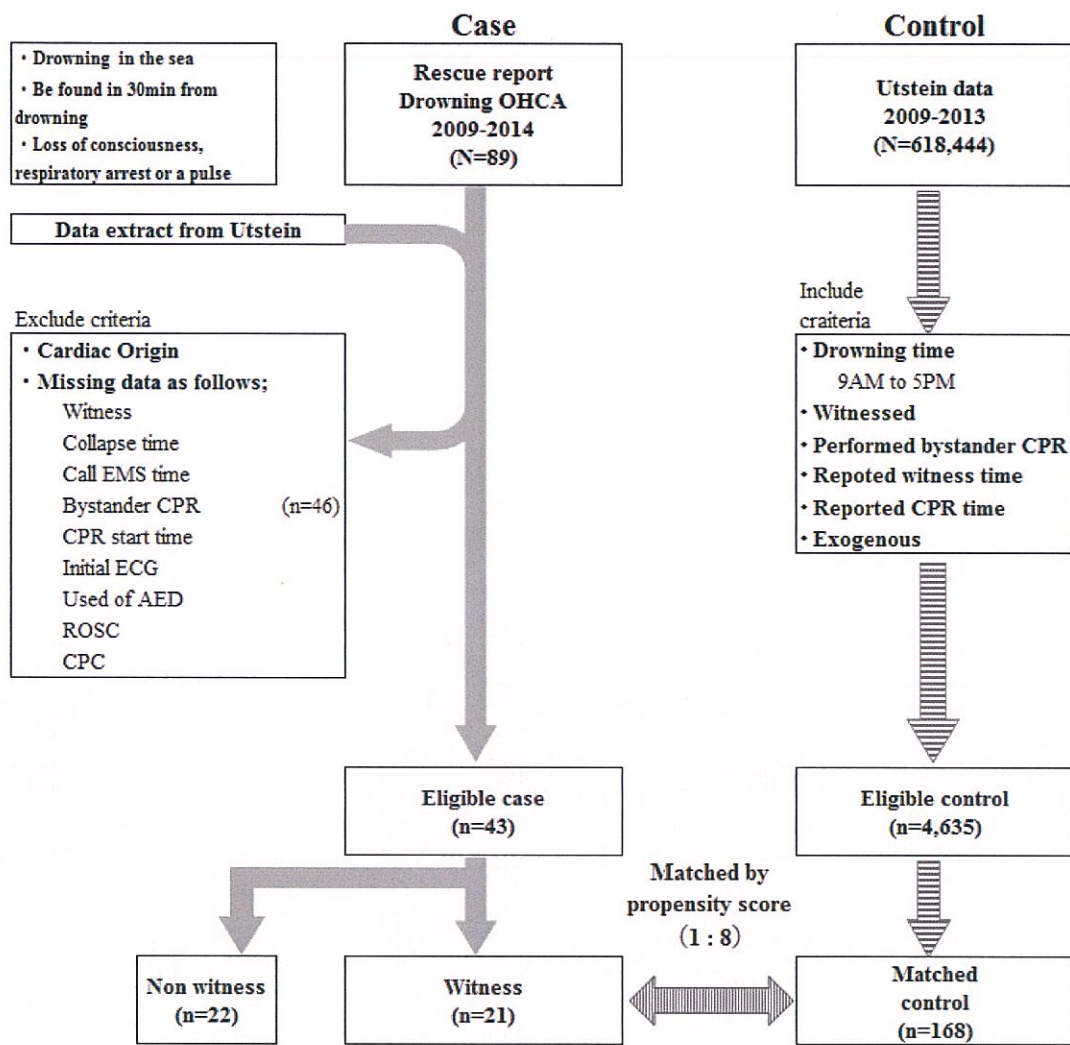 Case
Control
・Drowning in the sea
・Be found in 30min from
drowning
・Loss of consciousness,
respiratory arrest or a pulse
Rescue report
Drowning OHCA
2009-2014
(N=89)
Utstein data
2009-2013
(N=618,444)
Data extract from Utstein
Exclude criteria
・Cardiac Origin
・Missing data as follows;
Witness
Collapse time
Call EMS time
Bystander CPR (n=46)
CPR start time
Initial ECG
Used of AED
ROSC
CPC
Include
craiteria
・Drowning time
9AM to 5PM
・Witnessed
・Performed bystander CPR
・Repoted witness time
・Reported CPR time
・Exogenous
Eligible case
(n=43)
Eligible control
(n=4,635)
Matched by
propensity score
(1 : 8)
Non witness
(n=22)
Witness
(n=21)
Matched
control
(n=168)